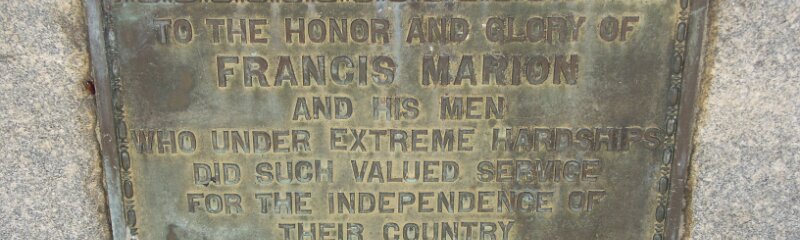 TO THE HONOR AND GLORY OF
FRANCIS MARION
AND HIS MEN
WHO UNDER EXTREME HARDSHIPS
DID SUCH VALUED SERVICE
FOR THE INDEPENDENCE OF
THEIR COUNTRY